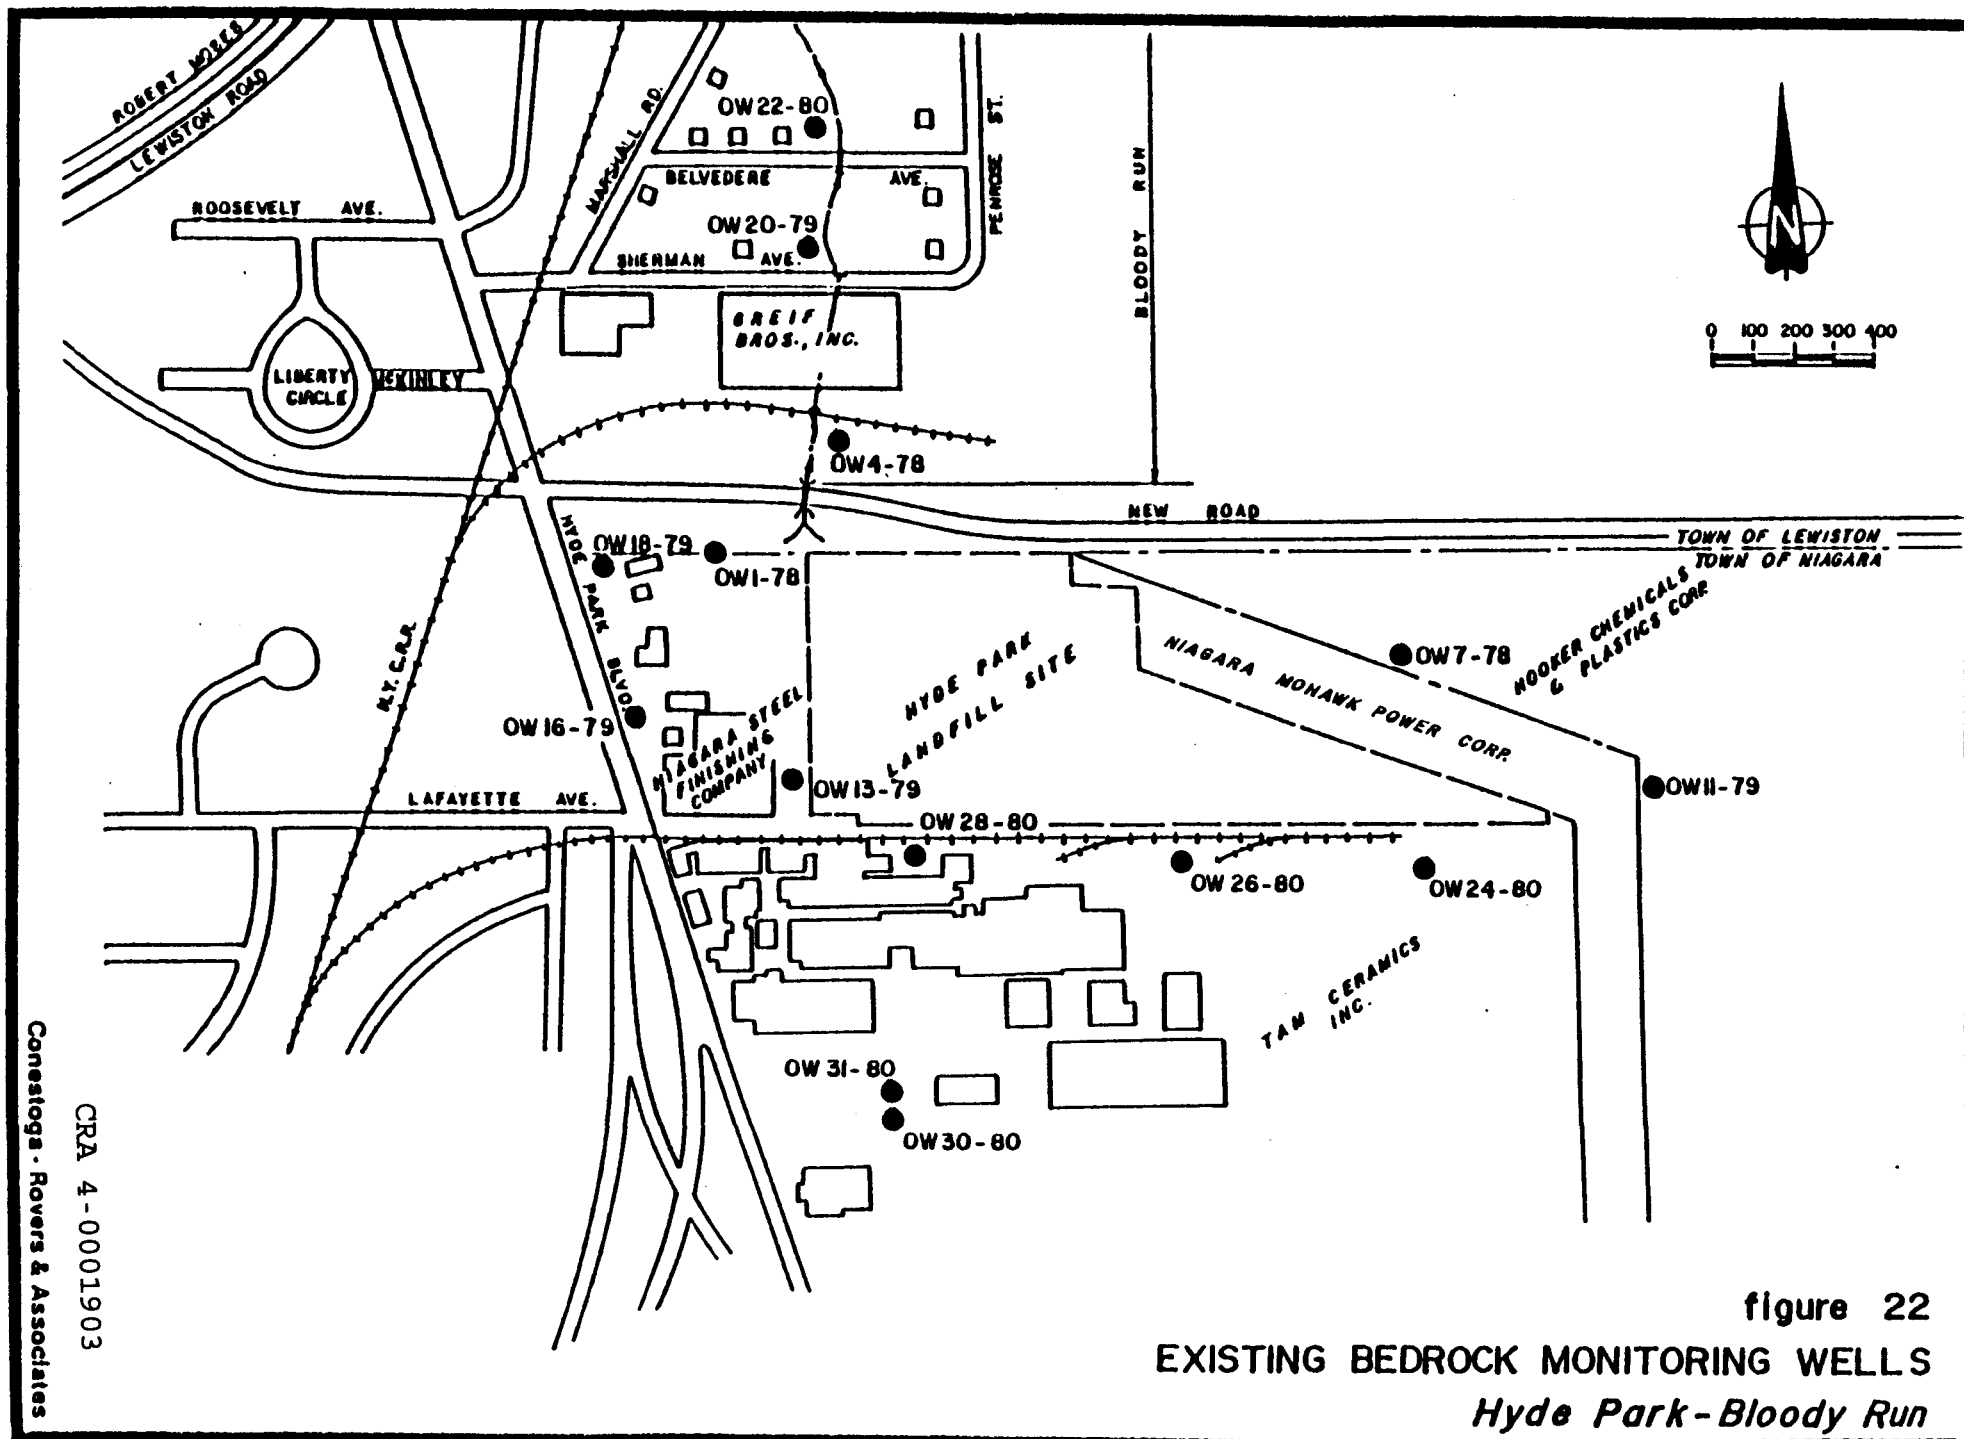 ROBERT MOSES
LEWISTON ROAD
MARSHALL RD.
OW22-80
PENROSE ST.
BELVEDERE AVE.
ROOSEVELT AVE.
OW20-79
SHERMAN AVE.
BLOODY RUN
N
0 100 200 300 400
GREIF
BROS., INC.
LIBERTY
CIRCLE
McKINLEY
OW4-78
NEW ROAD
TOWN OF LEWISTON
TOWN OF NIAGARA
HYDE PARK BLVD.
OW18-79
OW1-78
N.Y.C.R.R.
HYDE PARK
LANDFILL SITE
NIAGARA MOHAWK POWER CORP.
OW7-78
HOOKER CHEMICALS
& PLASTICS CORP.
OW16-79
NIAGARA STEEL
FINISHING
COMPANY
OW13-79
OW11-79
LAFAYETTE AVE.
OW28-80
OW26-80
OW24-80
TAM CERAMICS
INC.
OW31-80
OW30-80
CRA 4-0001903
Conestoga-Rovers & Associates
figure 22
EXISTING BEDROCK MONITORING WELLS
Hyde Park-Bloody Run